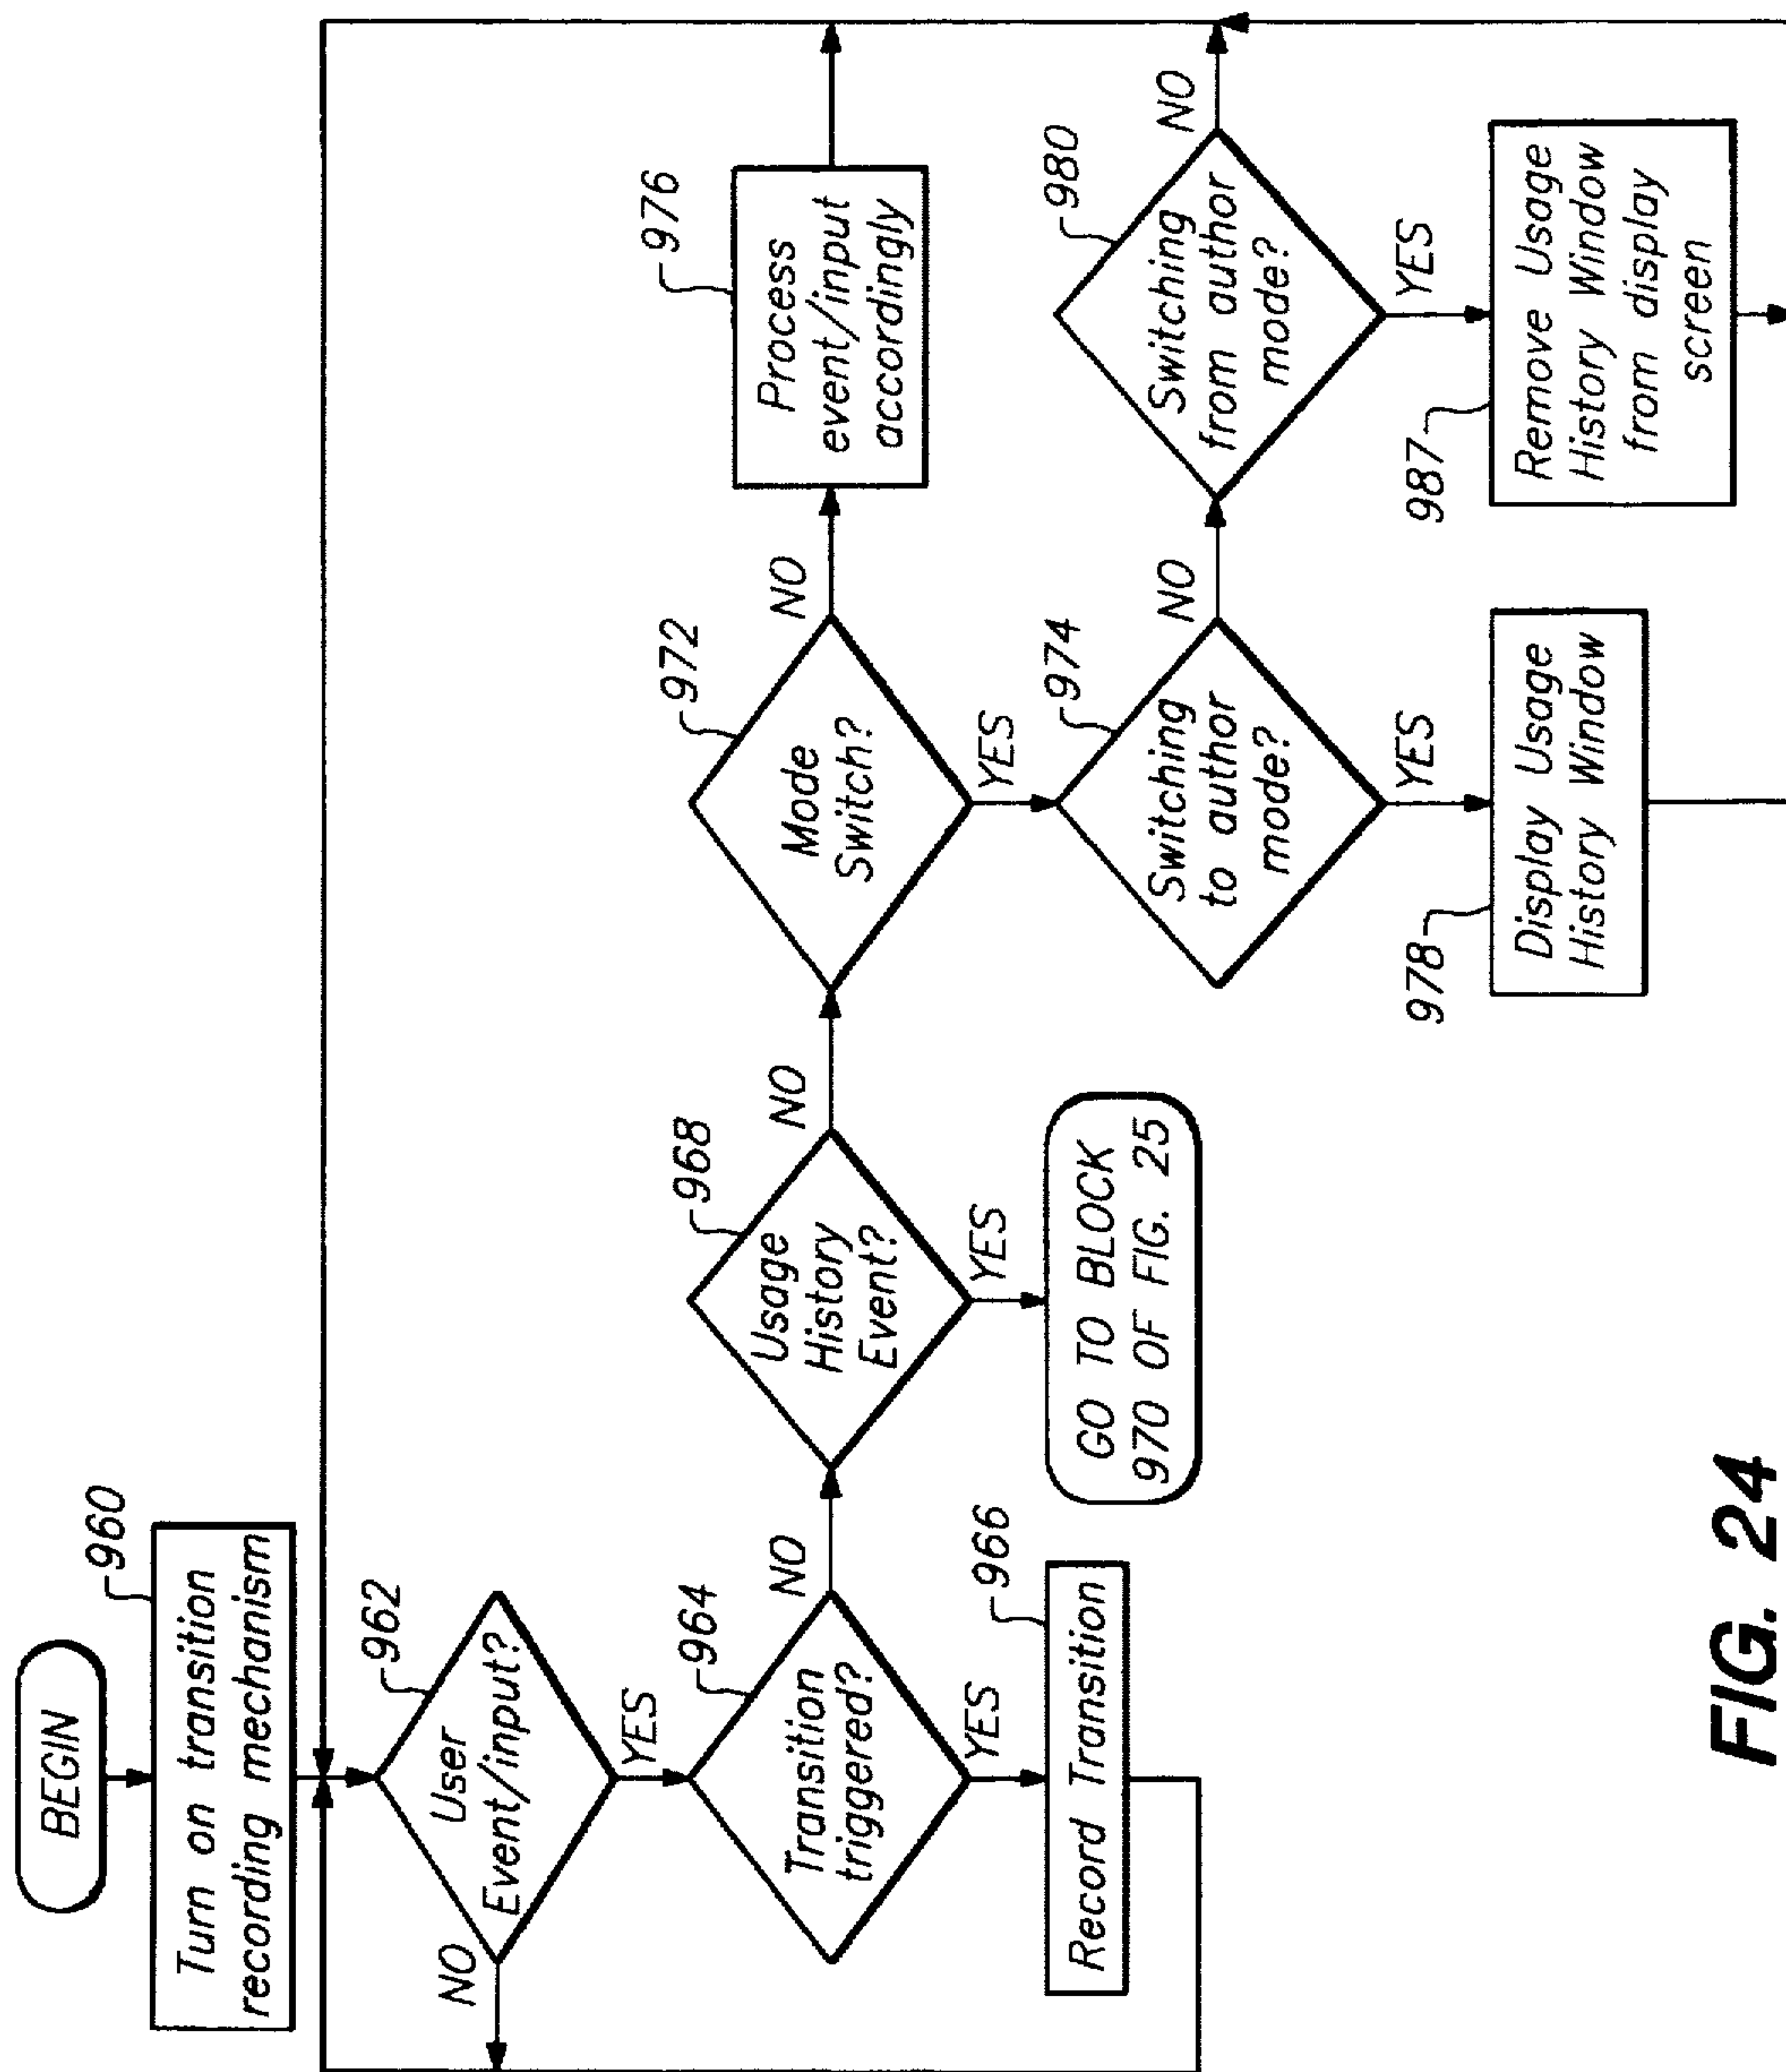 BEGIN
960
Turn on transition
recording mechanism
962
User
Event/input?
NO
YES
964
Transition
triggered?
NO
YES
966
Record Transition
968
Usage
History
Event?
NO
YES
GO TO BLOCK
970 OF FIG. 25
972
Mode
Switch?
NO
YES
976
Process
event/input
accordingly
974
Switching
to author
mode?
NO
YES
978
Display Usage
History Window
980
Switching
from author
mode?
NO
YES
987
Remove Usage
History Window
from display
screen
FIG. 24